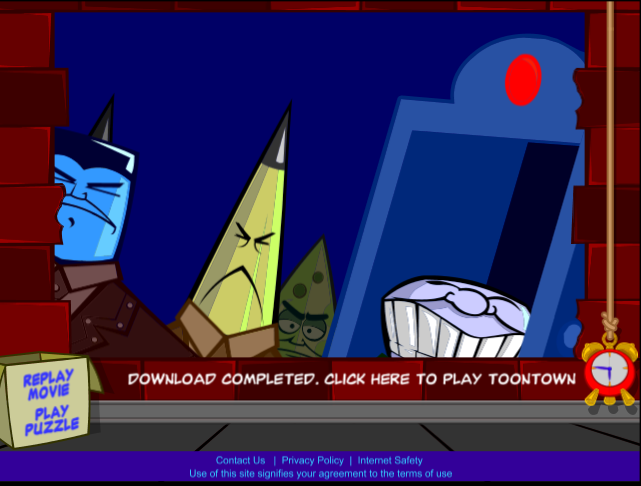 DOWNLOAD COMPLETED. CLICK HERE TO PLAY TOONTOWN
REPLAY
MOVIE
PLAY
PUZZLE
Contact Us | Privacy Policy | Internet Safety
Use of this site signifies your agreement to the terms of use